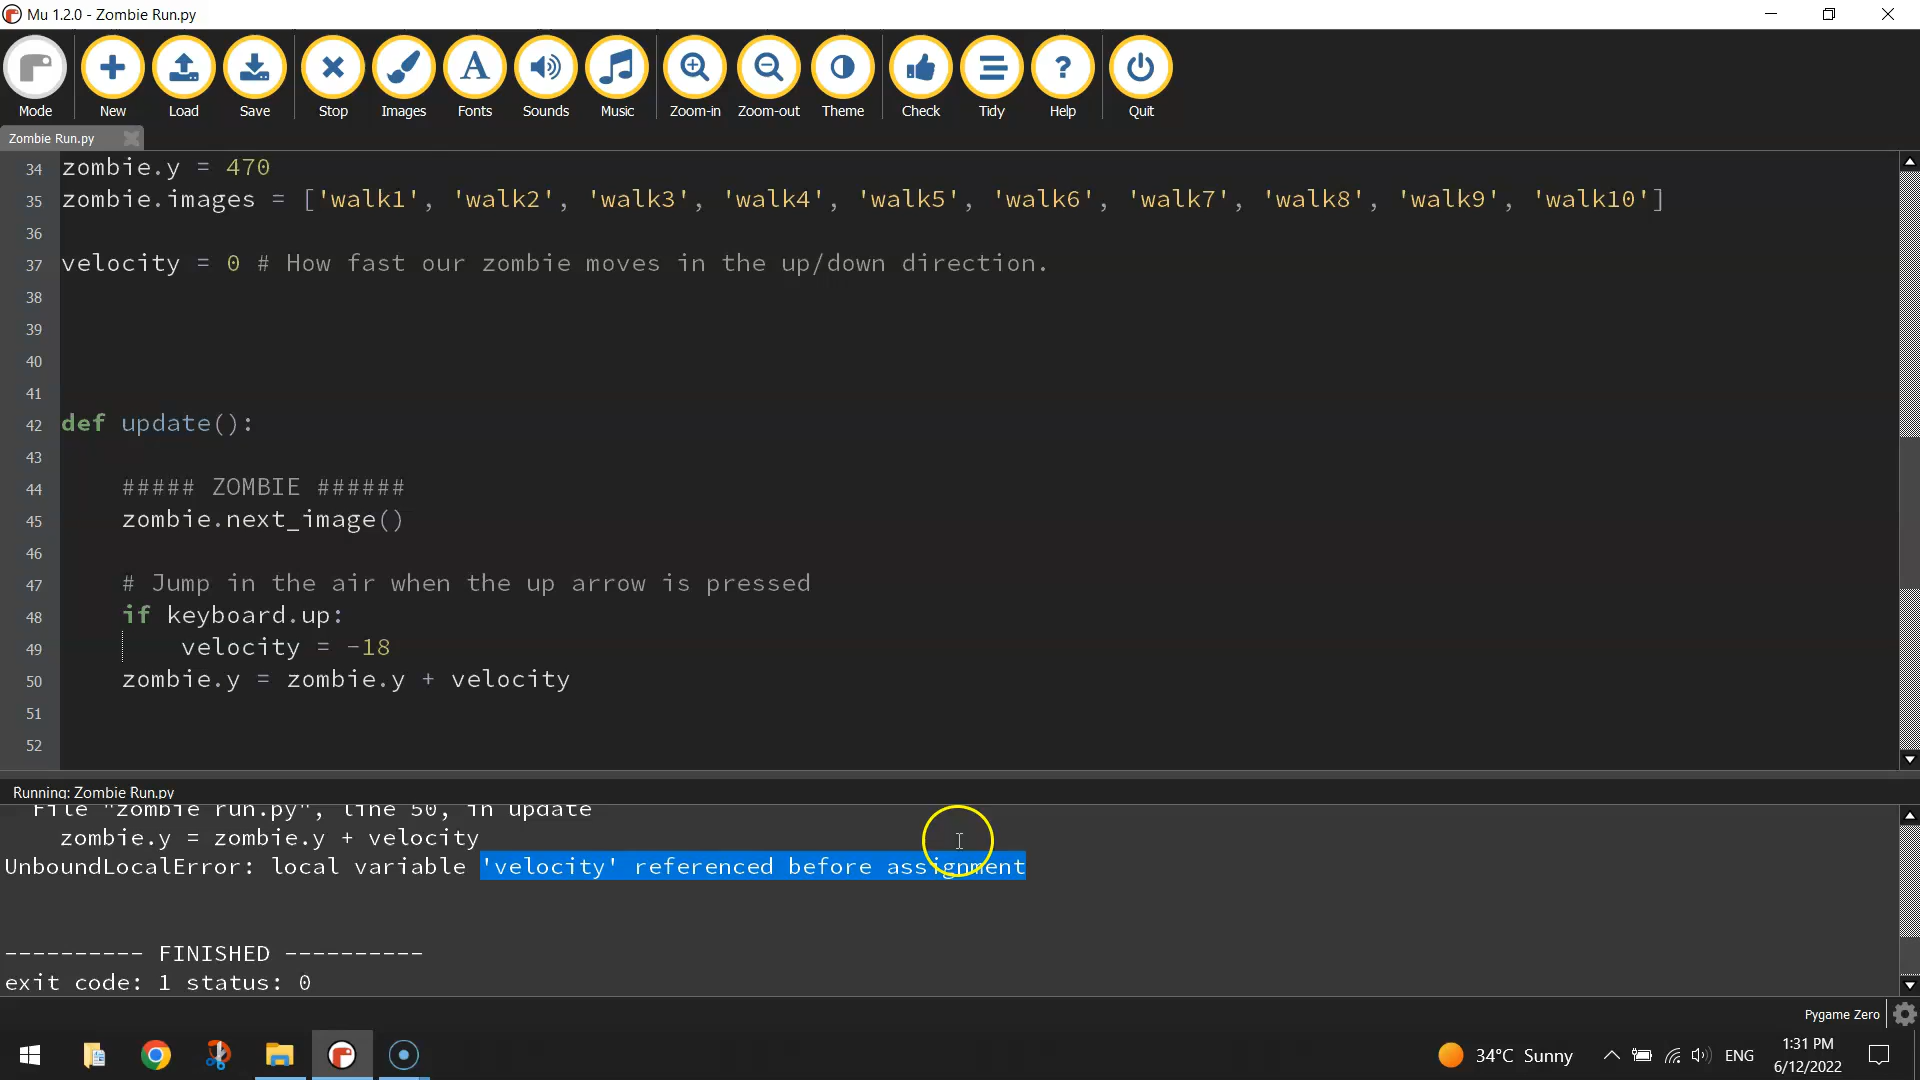 Mu 1.2.0 - Zombie Run.py
Mode New Load Save Stop Images Fonts Sounds Music Zoom-in Zoom-out Theme Check Tidy Help Quit
Zombie Run.py
34 zombie.y = 470
35 zombie.images = ['walk1', 'walk2', 'walk3', 'walk4', 'walk5', 'walk6', 'walk7', 'walk8', 'walk9', 'walk10']
36
37 velocity = 0 # How fast our zombie moves in the up/down direction.
38
39
40
41
42 def update():
43
44 ##### ZOMBIE ######
45 zombie.next_image()
46
47 # Jump in the air when the up arrow is pressed
48 if keyboard.up:
49 velocity = -18
50 zombie.y = zombie.y + velocity
51
52
Running: Zombie Run.py
File "zombie run.py", line 50, in update
zombie.y = zombie.y + velocity
UnboundLocalError: local variable 'velocity' referenced before assignment
---------- FINISHED ----------
exit code: 1 status: 0
Pygame Zero
34°C Sunny ENG 1:31 PM
6/12/2022